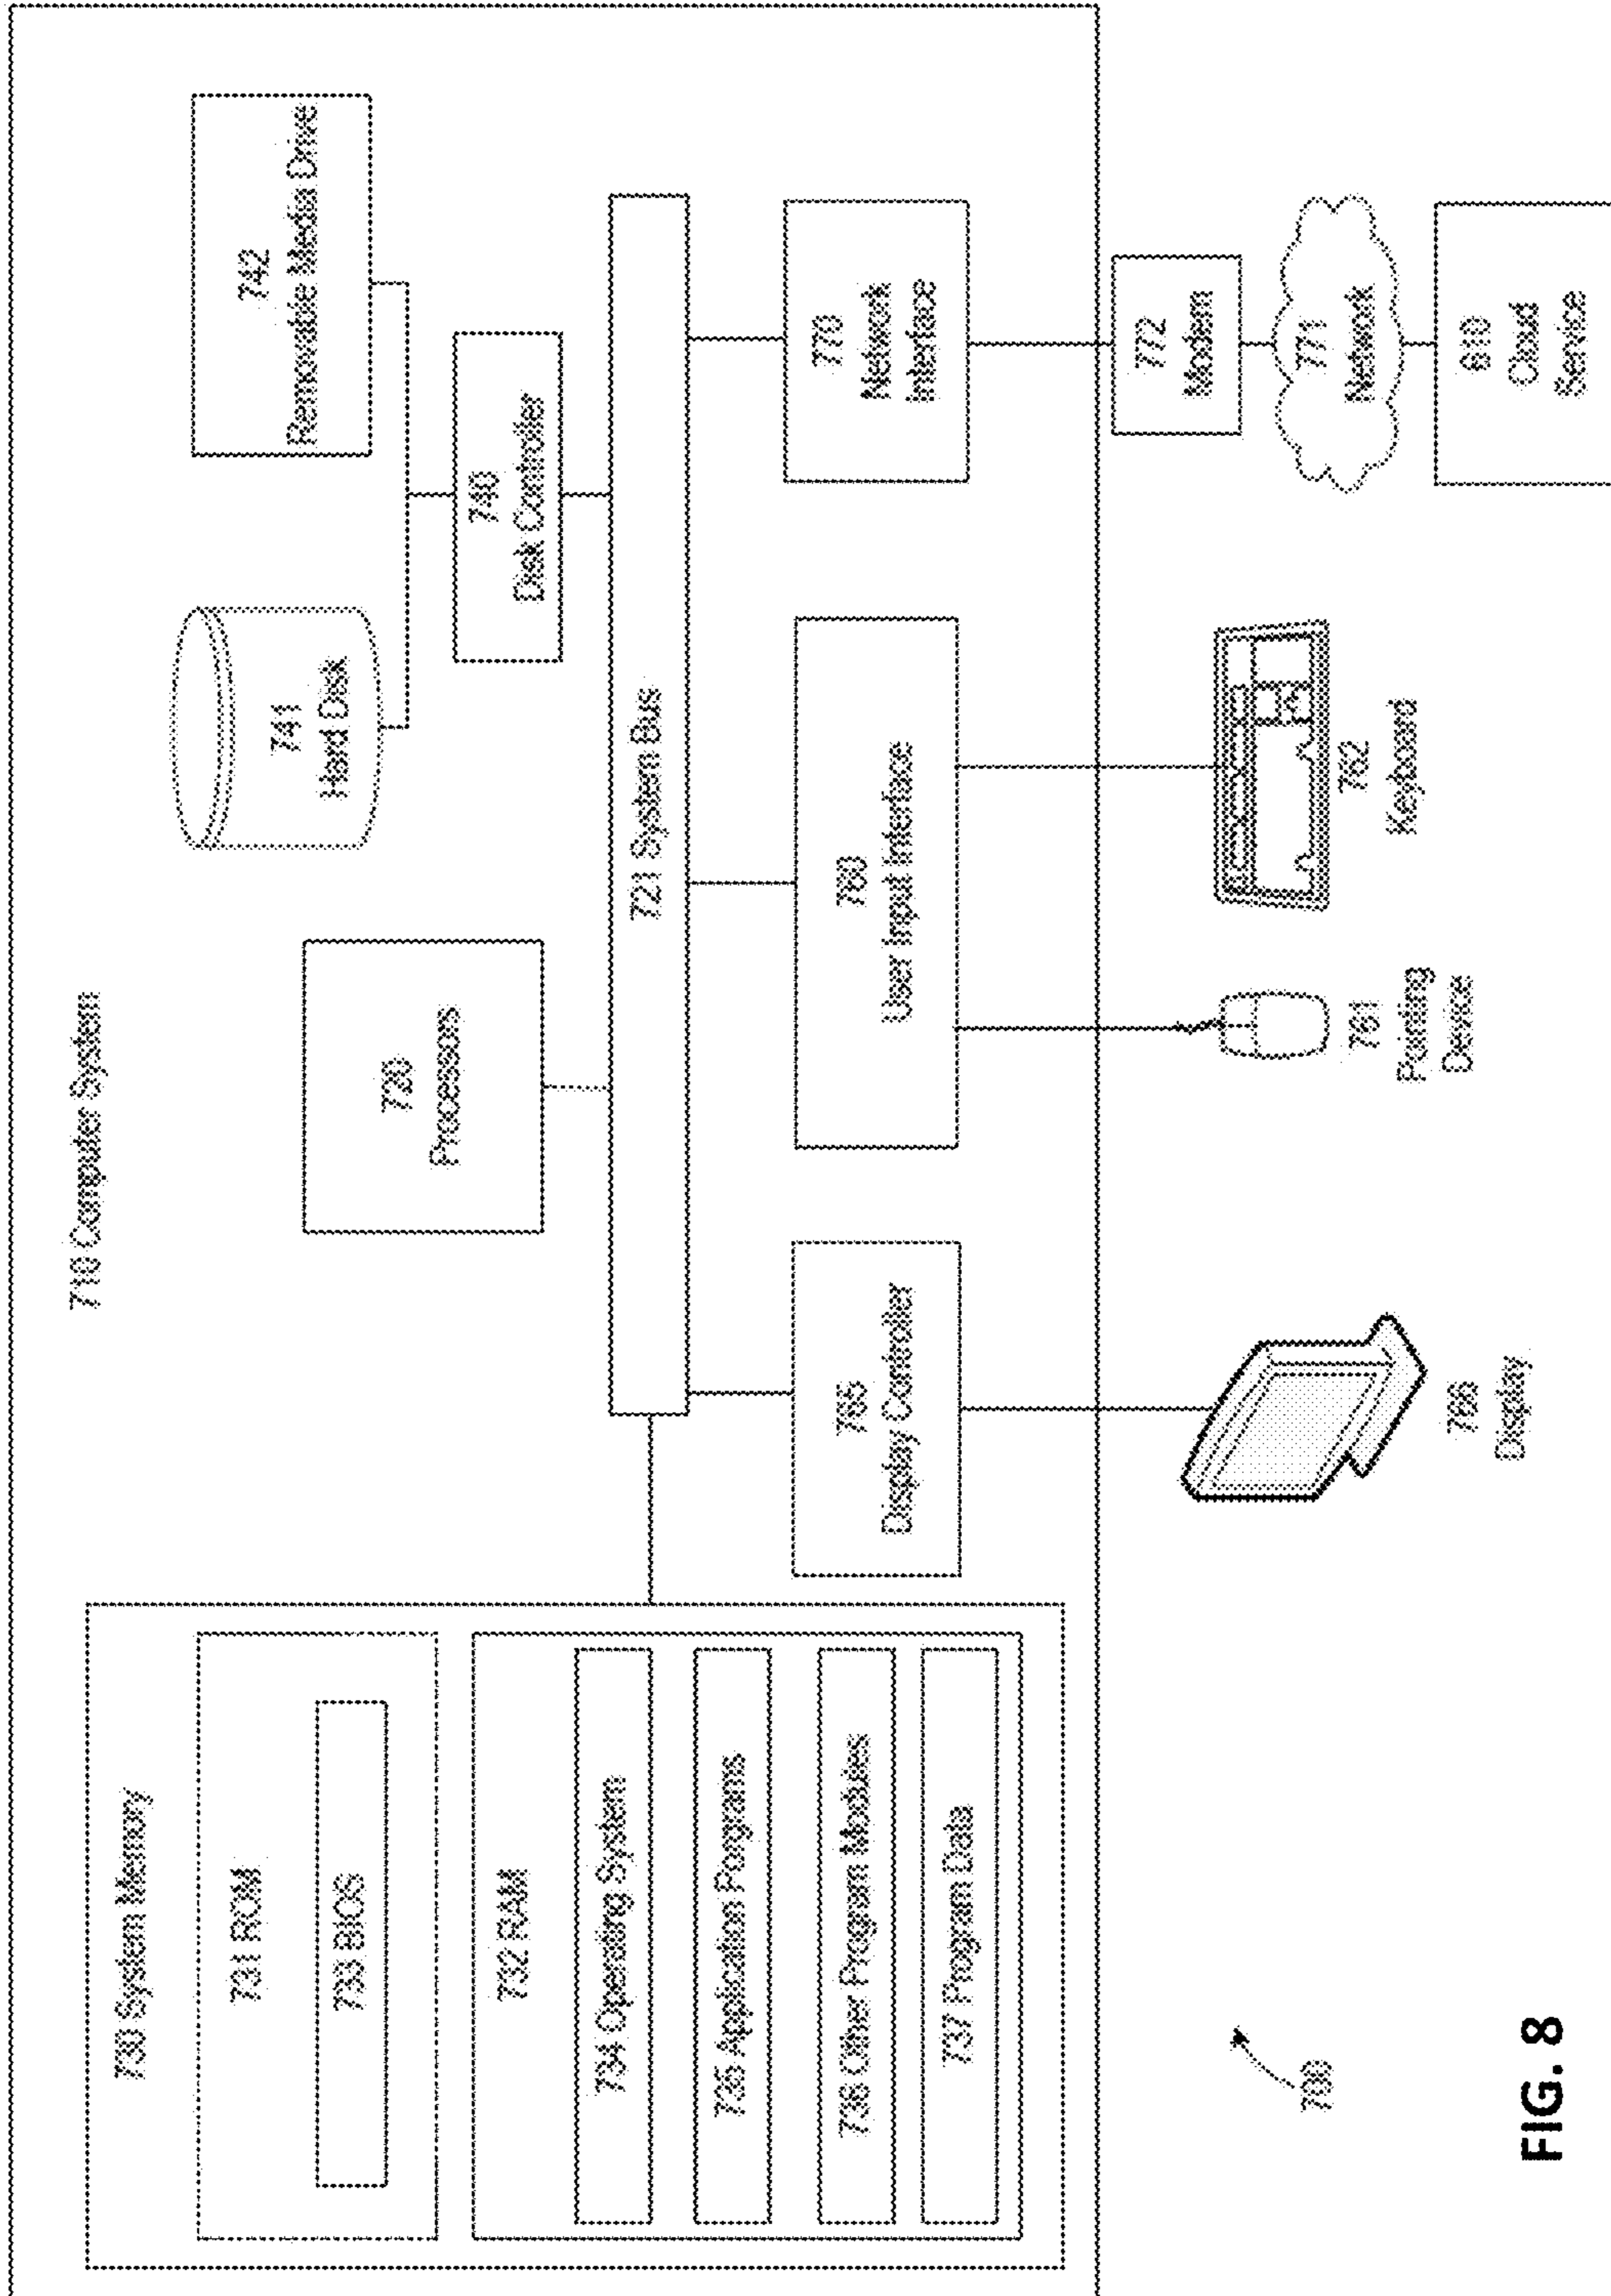 710 Computer System
730 System Memory
731 ROM
733 BIOS
732 RAM
734 Operating System
735 Application Porgrams
736 Other Program Modules
737 Program Data
720
Processors
741
Hard Disk
742
Removable Media Drive
740
Disk Controller
721 System Bus
765
Display Controller
760
User Input Interface
770
Network
Interface
772
Modem
771
Network
610
Cloud
Service
766
Display
761
Pointing
Device
762
Keyboard
700
FIG. 8